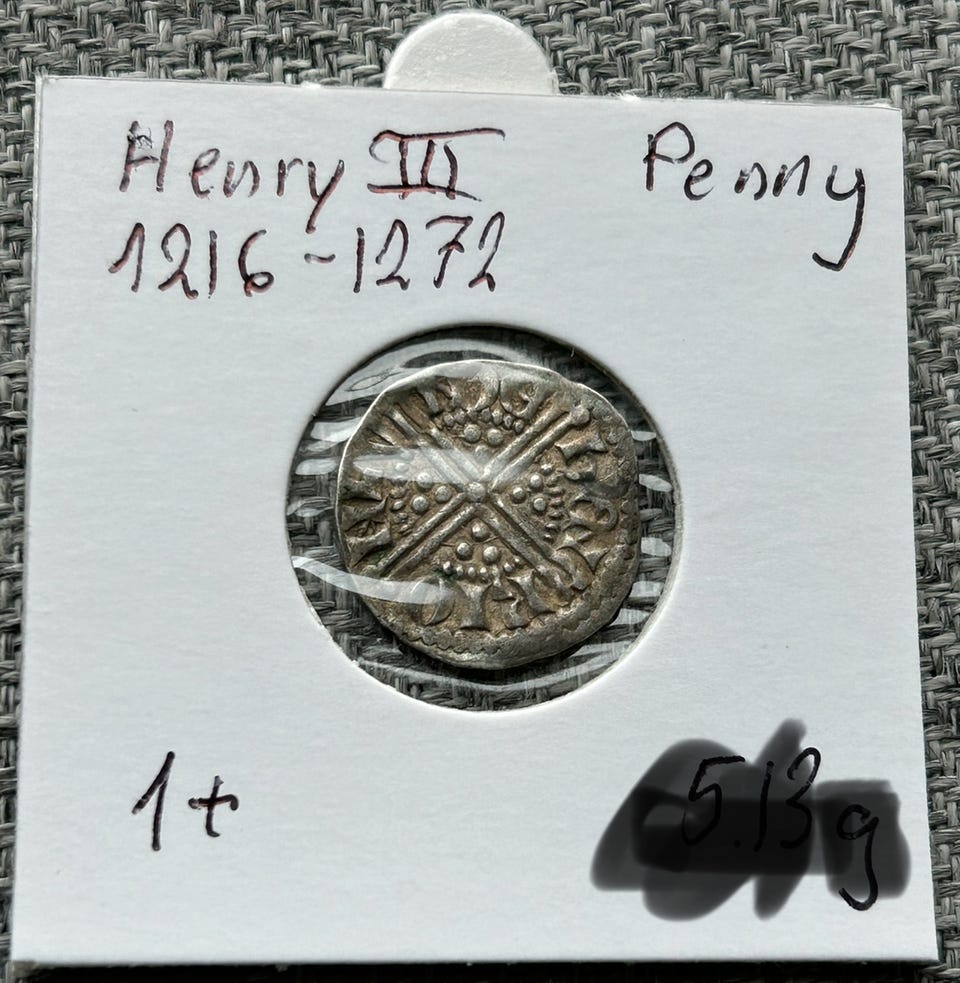 Henry III Penny
1216-1272
1+ 5.13g